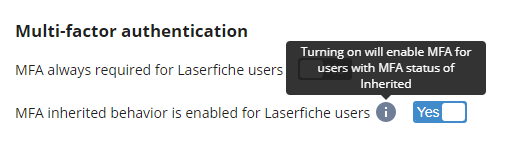 Multi-factor authentication
Turning on will enable MFA for
users with MFA status of
Inherited
MFA always required for Laserfiche users
MFA inherited behavior is enabled for Laserfiche users i Yes